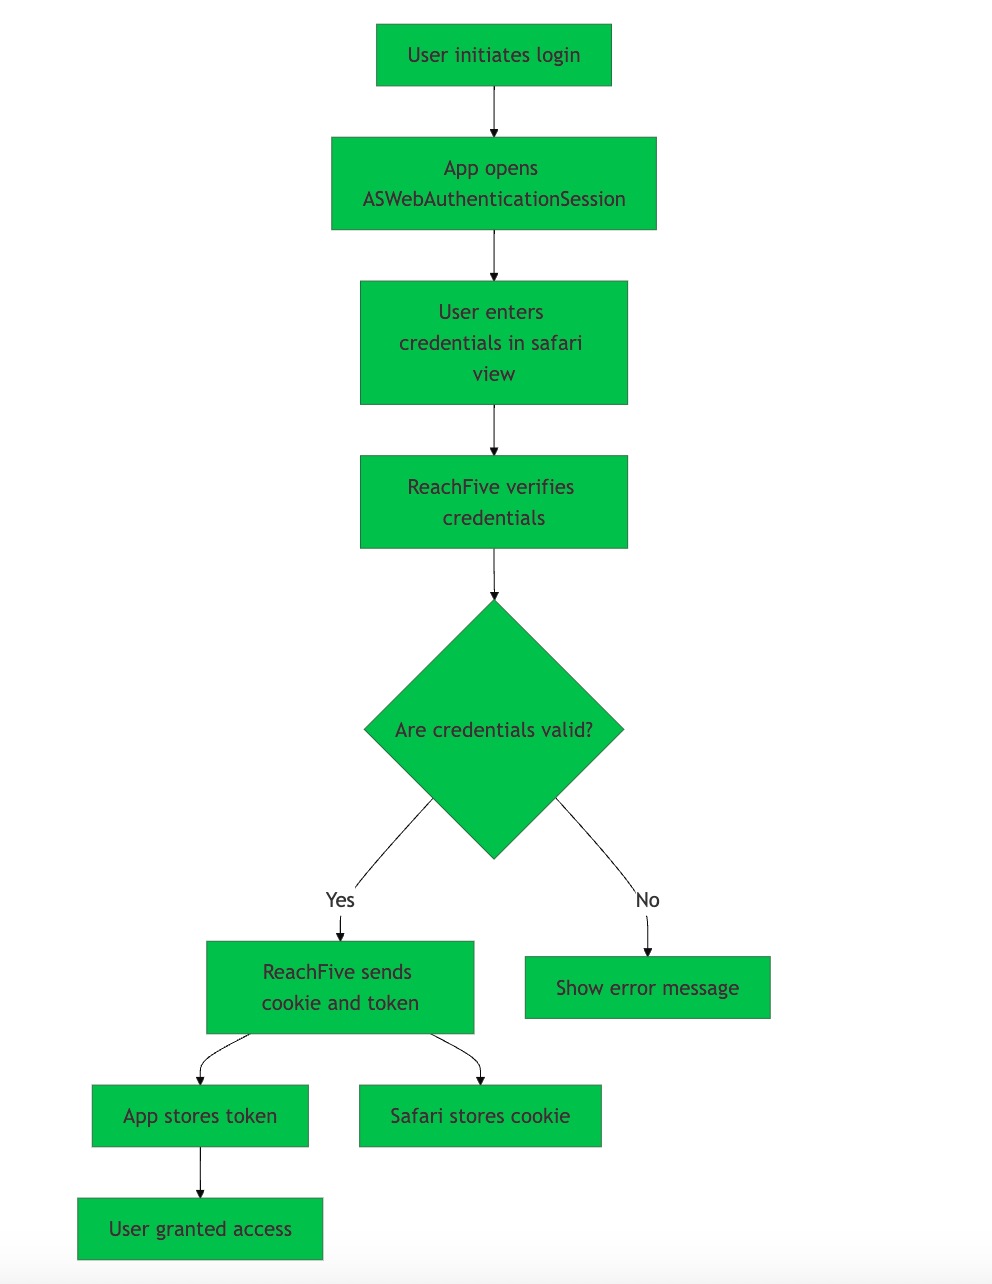 User initiates login
App opens
ASWebAuthenticationSession
User enters
credentials in safari
view
ReachFive verifies
credentials
Are credentials valid?
Yes
No
ReachFive sends
cookie and token
Show error message
App stores token
Safari stores cookie
User granted access